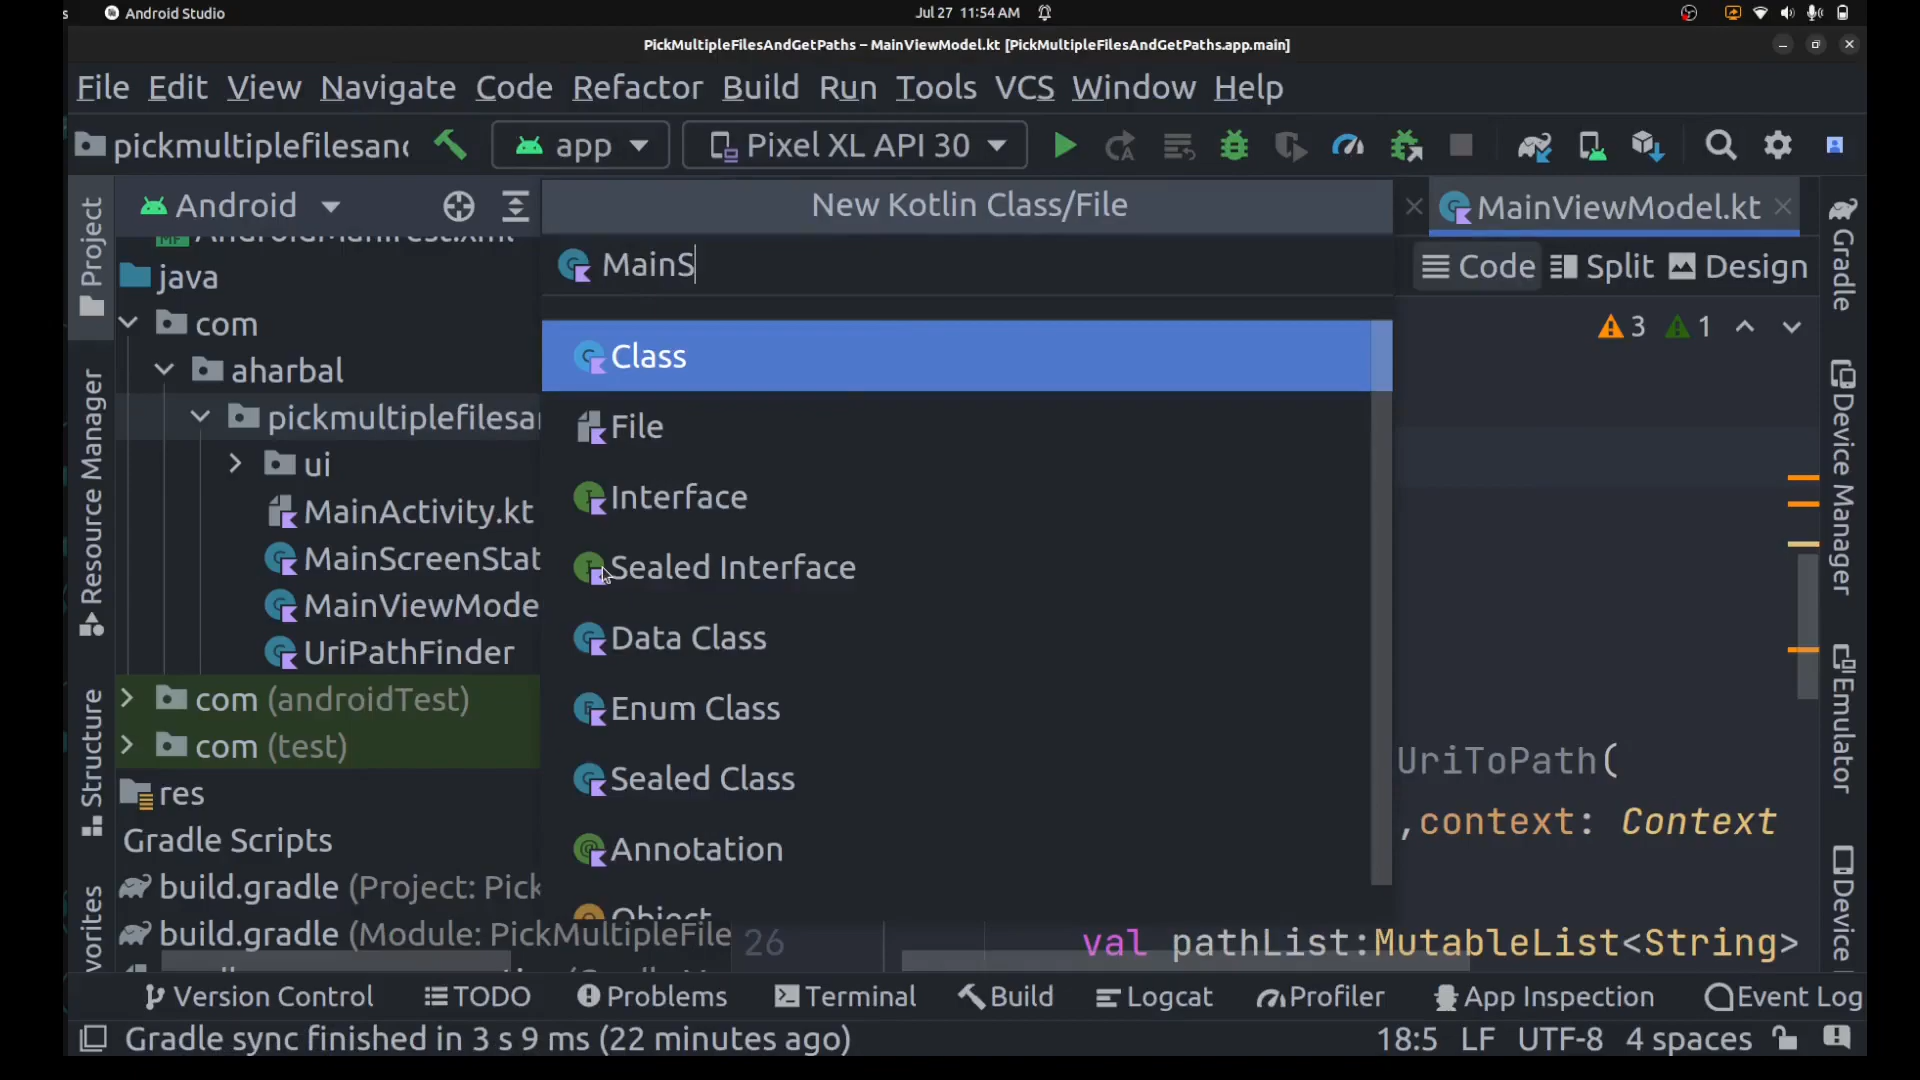 s Android Studio Jul 27 11:54 AM
PickMultipleFilesAndGetPaths – MainViewModel.kt [PickMultipleFilesAndGetPaths.app.main]
File Edit View Navigate Code Refactor Build Run Tools VCS Window Help
pickmultiplefilesand app Pixel XL API 30
Android
New Kotlin Class/File
MainViewModel.kt
AndroidManifest.xml
MainS
Code Split Design
java
com
3 1
Class
aharbal
pickmultiplefilesan
File
ui
Interface
MainActivity.kt
MainScreenStat
Sealed Interface
MainViewMode
Data Class
UriPathFinder
com (androidTest)
Enum Class
com (test)
Sealed Class
UriToPath(
res
,context: Context
Gradle Scripts
Annotation
build.gradle (Project: Pick
Object
build.gradle (Module: PickMultipleFile
26 val pathList:MutableList<String>
Project
Resource Manager
Structure
vorites
Gradle
Device Manager
Emulator
Device
Version Control TODO Problems Terminal Build Logcat Profiler App Inspection Event Log
Gradle sync finished in 3 s 9 ms (22 minutes ago) 18:5 LF UTF-8 4 spaces